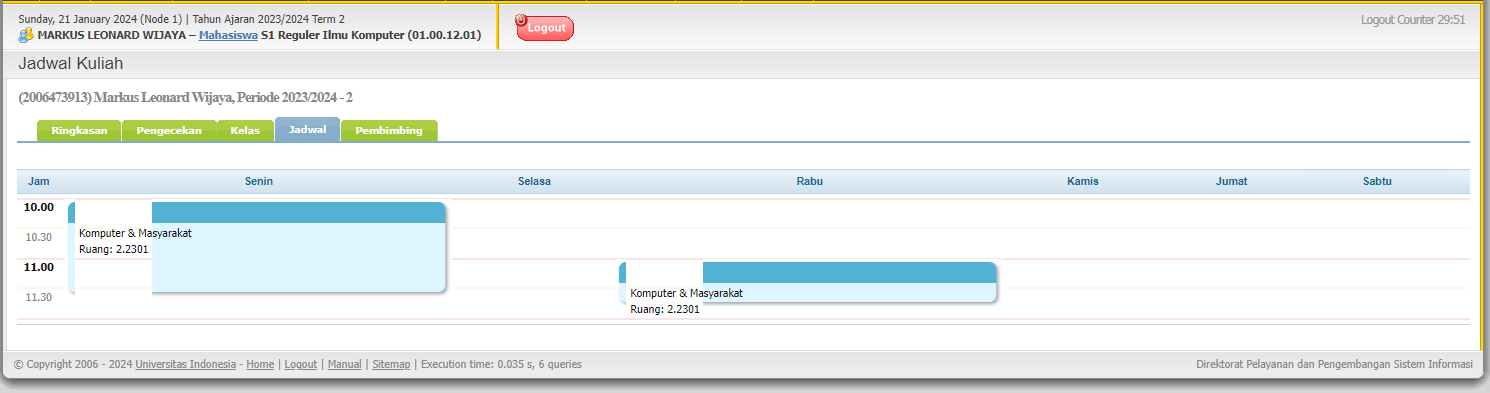 Sunday, 21 January 2024 (Node 1) | Tahun Ajaran 2023/2024 Term 2
MARKUS LEONARD WIJAYA – Mahasiswa S1 Reguler Ilmu Komputer (01.00.12.01)
Logout
Logout Counter 29:51
Jadwal Kuliah
(2006473913) Markus Leonard Wijaya, Periode 2023/2024 - 2
Ringkasan Pengecekan Kelas Jadwal Pembimbing
Jam Senin Selasa Rabu Kamis Jumat Sabtu
10.00
10.30
11.00
11.30
Komputer & Masyarakat
Ruang: 2.2301
Komputer & Masyarakat
Ruang: 2.2301
© Copyright 2006 - 2024 Universitas Indonesia - Home | Logout | Manual | Sitemap | Execution time: 0.035 s, 6 queries
Direktorat Pelayanan dan Pengembangan Sistem Informasi